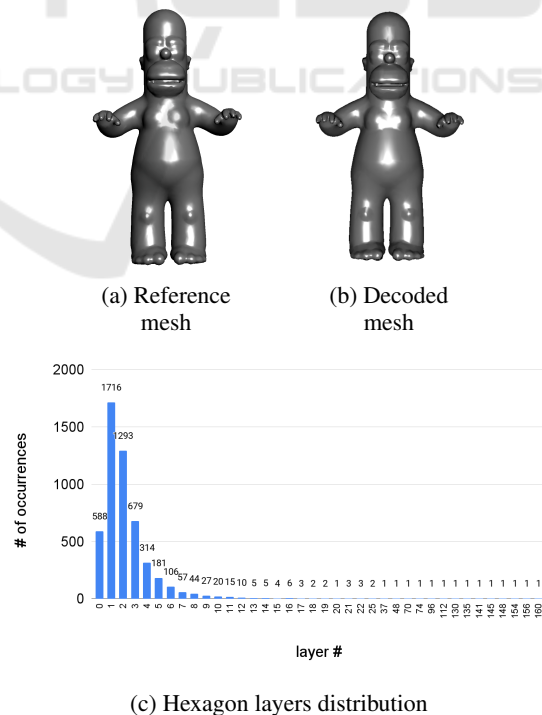 LOGY PUBLICATIONS
(a) Reference
mesh
(b) Decoded
mesh
2000
1500
1000
500
0
# of occurrences
588 1716 1293 679 314 181 106 57 44 27 20 15 10 5 5 4 6 3 2 2 1 3 3 2 1 1 1 1 1 1 1 1 1 1 1 1 1 1
0 1 2 3 4 5 6 7 8 9 10 11 12 13 14 15 16 17 18 19 20 21 22 25 37 48 70 74 96 112 130 135 141 145 148 154 156 160
layer #
(c) Hexagon layers distribution